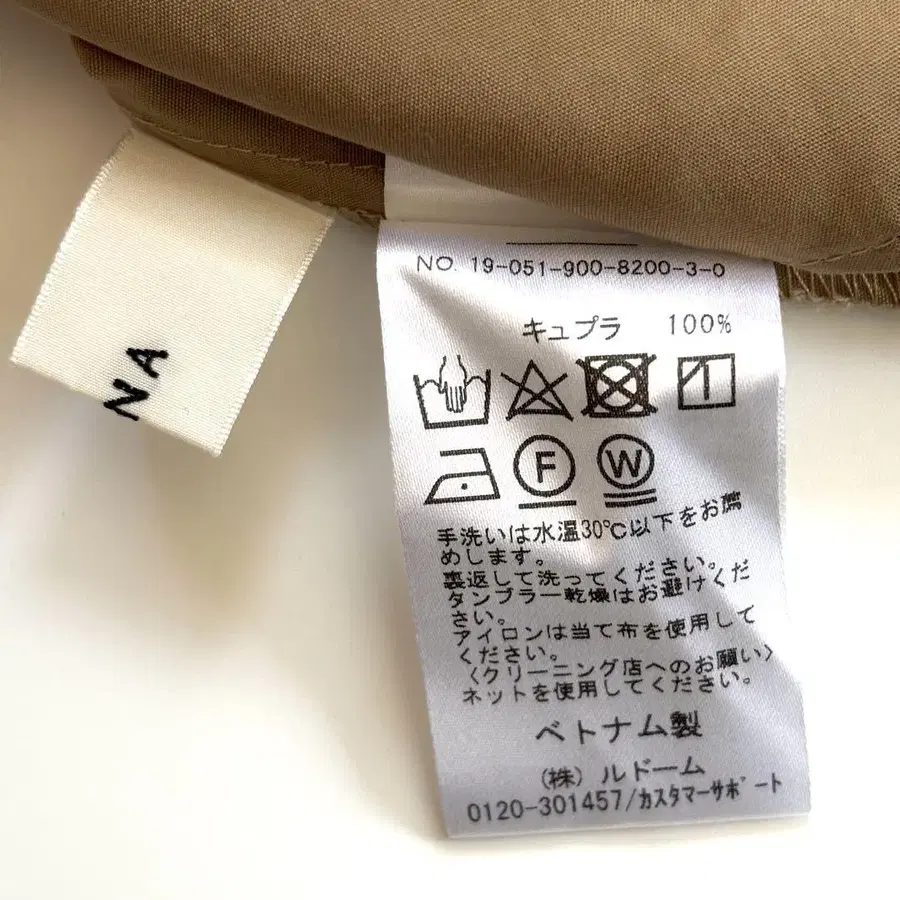 NA
NO. 19-051-900-8200-3-0
キュプラ 100%
F W
手洗いは水温30℃以下をお薦
めします。
裏返して洗ってください。
タンブラー乾燥はお避けくだ
さい。
アイロンは当て布を使用して
ください。
〈クリーニング店へのお願い〉
ネットを使用してください。
ベトナム製
(株)ルドーム
0120-301457/カスタマーサポート